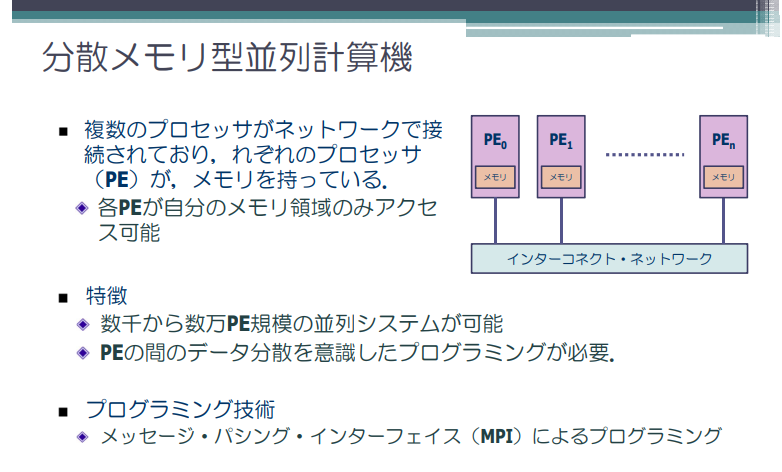 分散メモリ型並列計算機
■ 複数のプロセッサがネットワークで接
続されており，れぞれのプロセッサ
（PE）が，メモリを持っている．
◈ 各PEが自分のメモリ領域のみアクセ
ス可能
PE0 PE1 PEn
メモリ メモリ メモリ
インターコネクト・ネットワーク
■ 特徴
◈ 数千から数万PE規模の並列システムが可能
◈ PEの間のデータ分散を意識したプログラミングが必要．
■ プログラミング技術
◈ メッセージ・パシング・インターフェイス（MPI）によるプログラミング